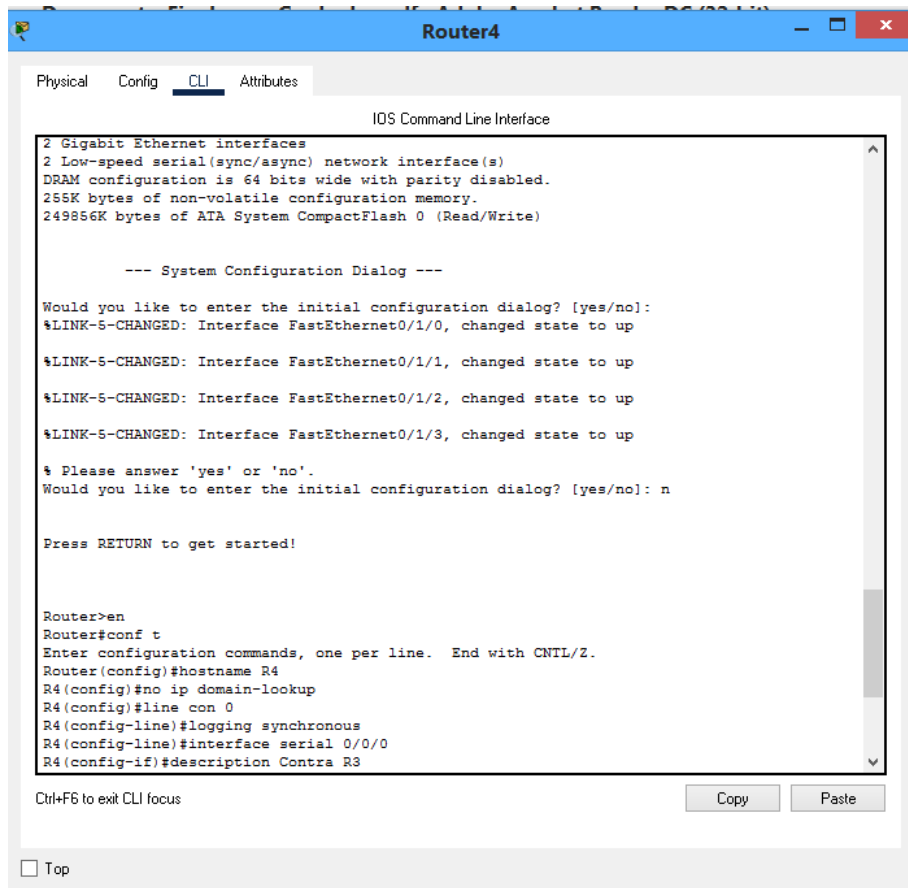 Router4
Physical Config CLI Attributes
IOS Command Line Interface
2 Gigabit Ethernet interfaces
2 Low-speed serial(sync/async) network interface(s)
DRAM configuration is 64 bits wide with parity disabled.
255K bytes of non-volatile configuration memory.
249856K bytes of ATA System CompactFlash 0 (Read/Write)
--- System Configuration Dialog ---
Would you like to enter the initial configuration dialog? [yes/no]:
%LINK-5-CHANGED: Interface FastEthernet0/1/0, changed state to up
%LINK-5-CHANGED: Interface FastEthernet0/1/1, changed state to up
%LINK-5-CHANGED: Interface FastEthernet0/1/2, changed state to up
%LINK-5-CHANGED: Interface FastEthernet0/1/3, changed state to up
% Please answer 'yes' or 'no'.
Would you like to enter the initial configuration dialog? [yes/no]: n
Press RETURN to get started!
Router>en
Router#conf t
Enter configuration commands, one per line.  End with CNTL/Z.
Router(config)#hostname R4
R4(config)#no ip domain-lookup
R4(config)#line con 0
R4(config-line)#logging synchronous
R4(config-line)#interface serial 0/0/0
R4(config-if)#description Contra R3
Ctrl+F6 to exit CLI focus
Copy
Paste
Top